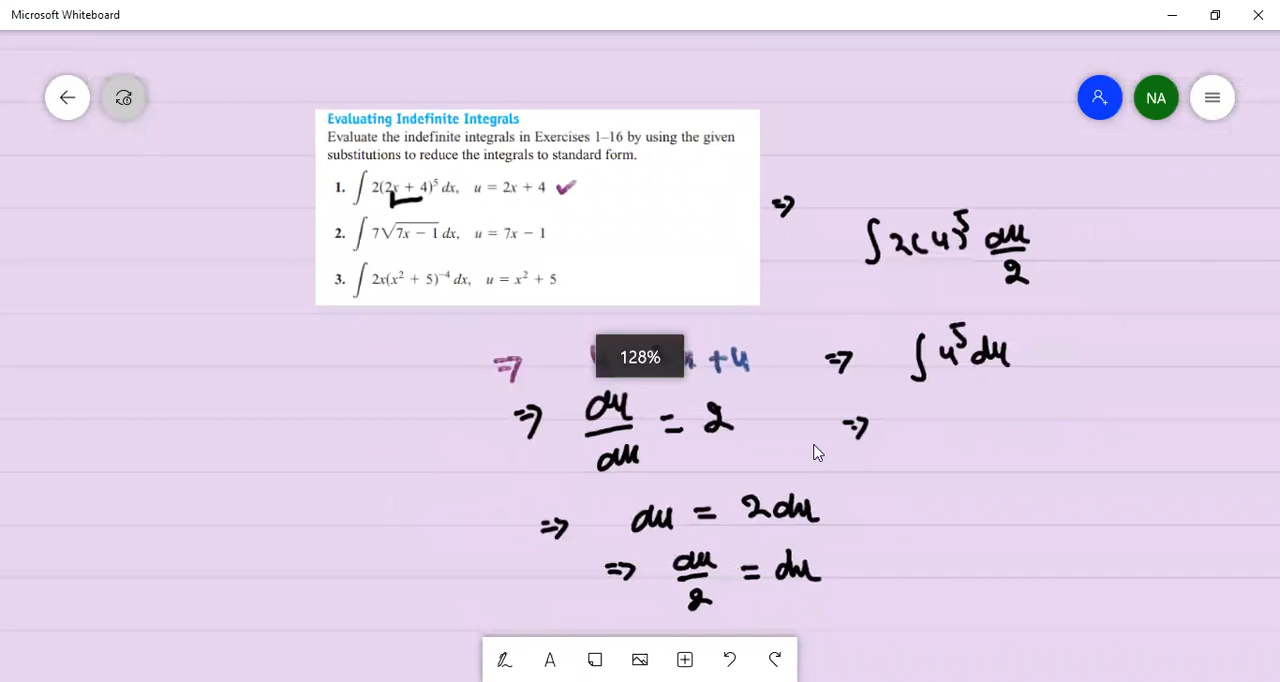 Microsoft Whiteboard
NA
Evaluating Indefinite Integrals
Evaluate the indefinite integrals in Exercises 1–16 by using the given
substitutions to reduce the integrals to standard form.
1. ∫ 2(2x + 4)⁵ dx, u = 2x + 4 ✓
2. ∫ 7√(7x − 1) dx, u = 7x − 1
3. ∫ 2x(x² + 5)⁻⁴ dx, u = x² + 5
⇒ ∫ 2(u)⁵ du/2
128%
⇒ +4
⇒ ∫ u⁵ du
⇒ du/dx = 2
⇒
⇒ du = 2dx
⇒ du/2 = dx
A